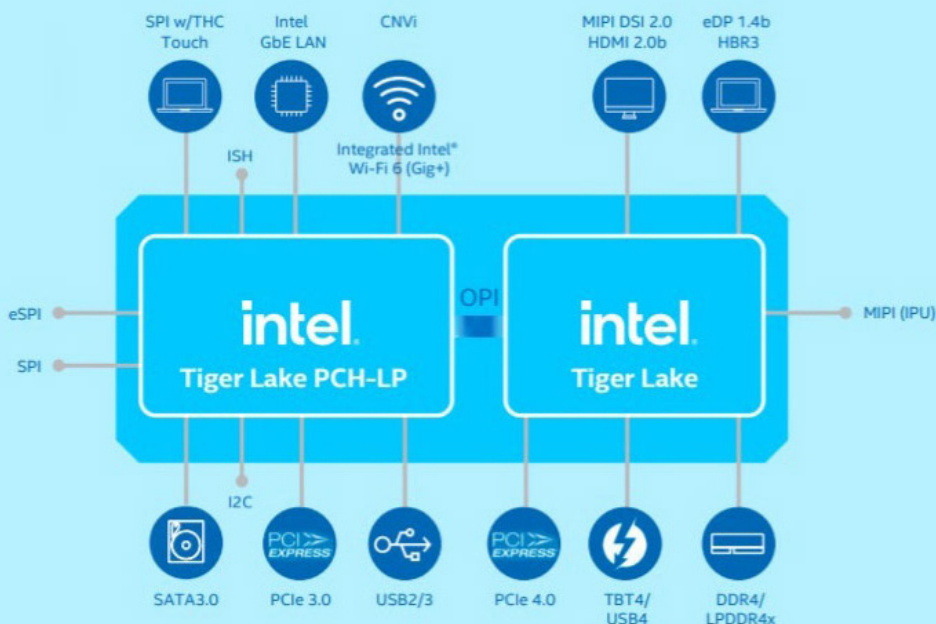 SPI w/THC
Touch
Intel
GbE LAN
CNVi
MIPI DSI 2.0
HDMI 2.0b
eDP 1.4b
HBR3
ISH
Integrated Intel®
Wi-Fi 6 (Gig+)
eSPI
SPI
intel.
Tiger Lake PCH-LP
OPI
intel.
Tiger Lake
MIPI (IPU)
I2C
PCI
EXPRESS®
PCI
EXPRESS®
SATA3.0
PCIe 3.0
USB2/3
PCIe 4.0
TBT4/
USB4
DDR4/
LPDDR4x